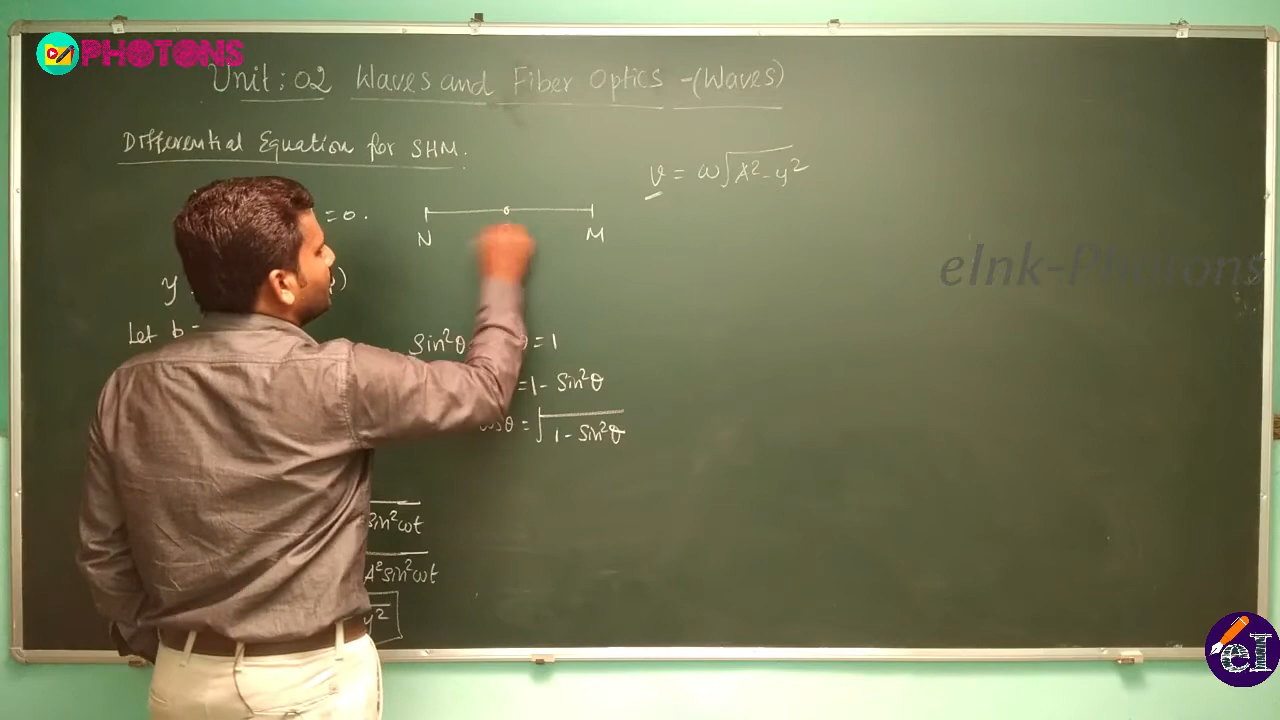 PHOTONS
Unit: 02 Waves and Fiber Optics -(Waves)
Differential Equation for SHM.
v = ω√A²-y²
= 0.
N M
y
eInk-Photons
Let b =
Sin²θ θ = 1
= 1 - Sin²θ
cosθ = √1 - Sin²θ
Sin²ωt
A²sin²ωt
y²
eI